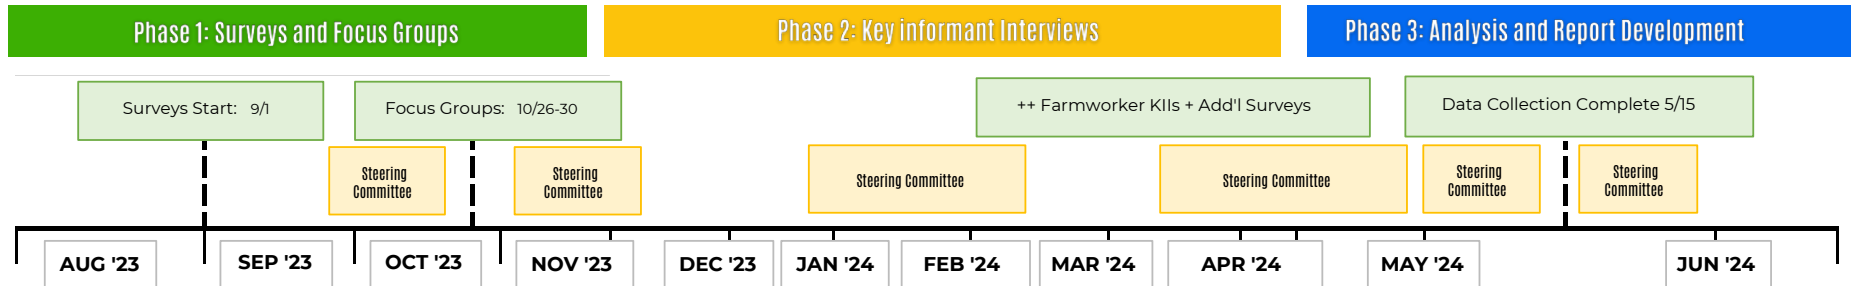 Phase 1: Surveys and Focus Groups
Phase 2: Key informant Interviews
Phase 3: Analysis and Report Development
Surveys Start: 9/1
Focus Groups: 10/26-30
++ Farmworker KIIs + Add'l Surveys
Data Collection Complete 5/15
Steering
Committee
Steering
Committee
Steering Committee
Steering Committee
Steering
Committee
Steering
Committee
AUG '23
SEP '23
OCT '23
NOV '23
DEC '23
JAN '24
FEB '24
MAR '24
APR '24
MAY '24
JUN '24